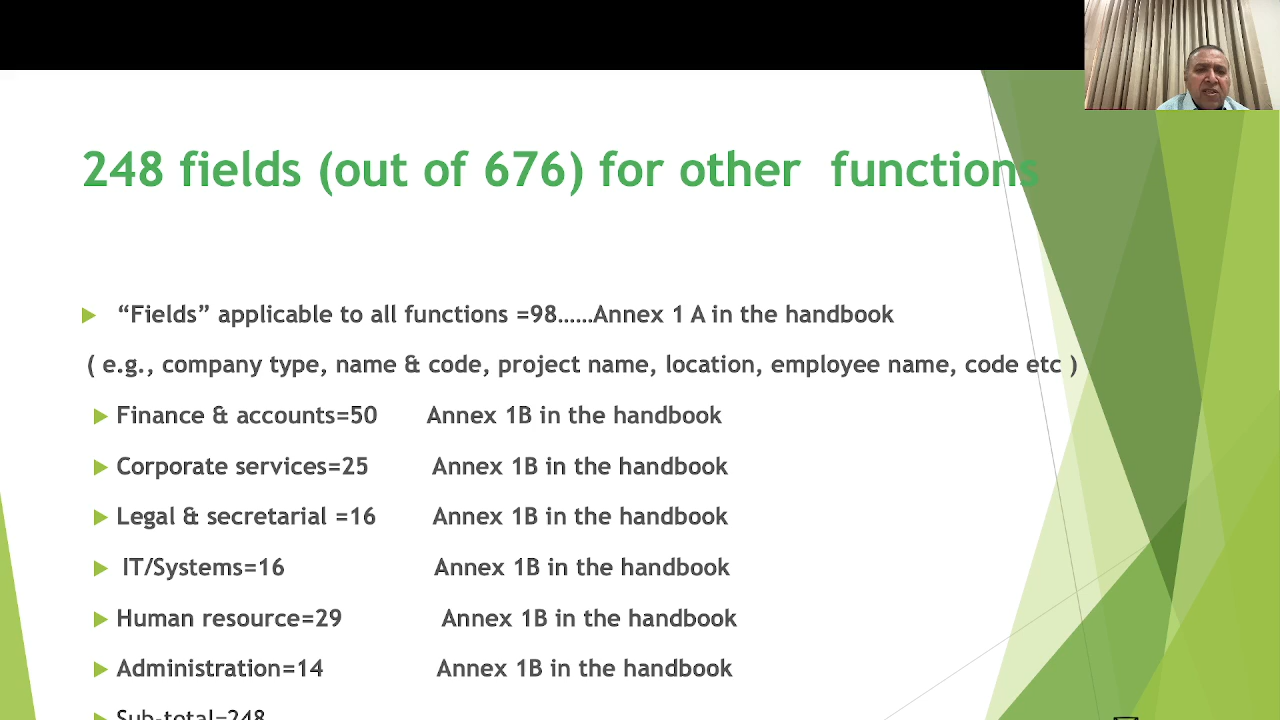 248 fields (out of 676) for other functions
“Fields” applicable to all functions =98......Annex 1 A in the handbook
( e.g., company type, name & code, project name, location, employee name, code etc )
Finance & accounts=50 Annex 1B in the handbook
Corporate services=25 Annex 1B in the handbook
Legal & secretarial =16 Annex 1B in the handbook
IT/Systems=16 Annex 1B in the handbook
Human resource=29 Annex 1B in the handbook
Administration=14 Annex 1B in the handbook
Sub-total=248